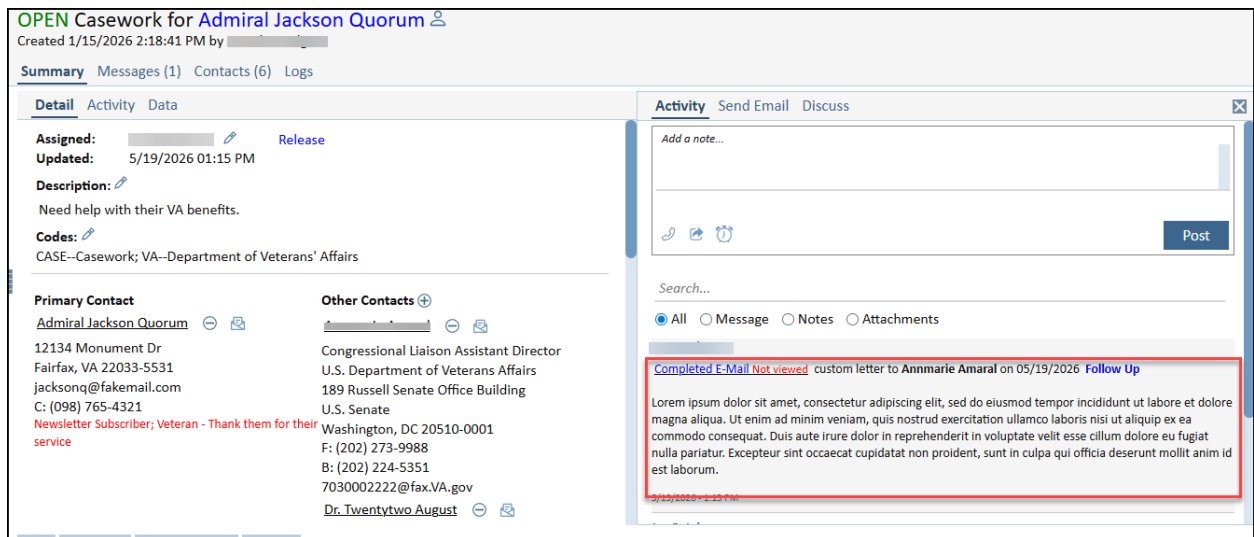 OPEN Casework for Admiral Jackson Quorum
Created 1/15/2026 2:18:41 PM by
Summary Messages (1) Contacts (6) Logs
Detail Activity Data
Assigned: Release
Updated: 5/19/2026 01:15 PM
Description:
Need help with their VA benefits.
Codes:
CASE--Casework; VA--Department of Veterans' Affairs
Primary Contact
Admiral Jackson Quorum
12134 Monument Dr
Fairfax, VA 22033-5531
jacksonq@fakemail.com
C: (098) 765-4321
Newsletter Subscriber; Veteran - Thank them for their
service
Other Contacts
Congressional Liaison Assistant Director
U.S. Department of Veterans Affairs
189 Russell Senate Office Building
U.S. Senate
Washington, DC 20510-0001
F: (202) 273-9988
B: (202) 224-5351
7030002222@fax.VA.gov
Dr. Twentytwo August
Activity Send Email Discuss
Add a note...
Post
Search...
All Message Notes Attachments
Completed E-Mail Not viewed custom letter to Annmarie Amaral on 05/19/2026 Follow Up
Lorem ipsum dolor sit amet, consectetur adipiscing elit, sed do eiusmod tempor incididunt ut labore et dolore
magna aliqua. Ut enim ad minim veniam, quis nostrud exercitation ullamco laboris nisi ut aliquip ex ea
commodo consequat. Duis aute irure dolor in reprehenderit in voluptate velit esse cillum dolore eu fugiat
nulla pariatur. Excepteur sint occaecat cupidatat non proident, sunt in culpa qui officia deserunt mollit anim id
est laborum.
5/19/2026 - 1:15 PM